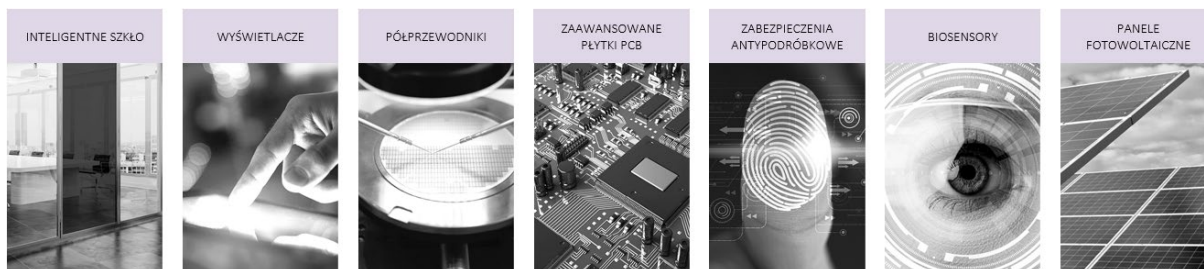 INTELIGENTNE SZKŁO
WYŚWIETLACZE
PÓŁPRZEWODNIKI
ZAAWANSOWANE
PŁYTKI PCB
ZABEZPIECZENIA
ANTYPODRÓBKOWE
BIOSENSORY
PANELE
FOTOWOLTAICZNE